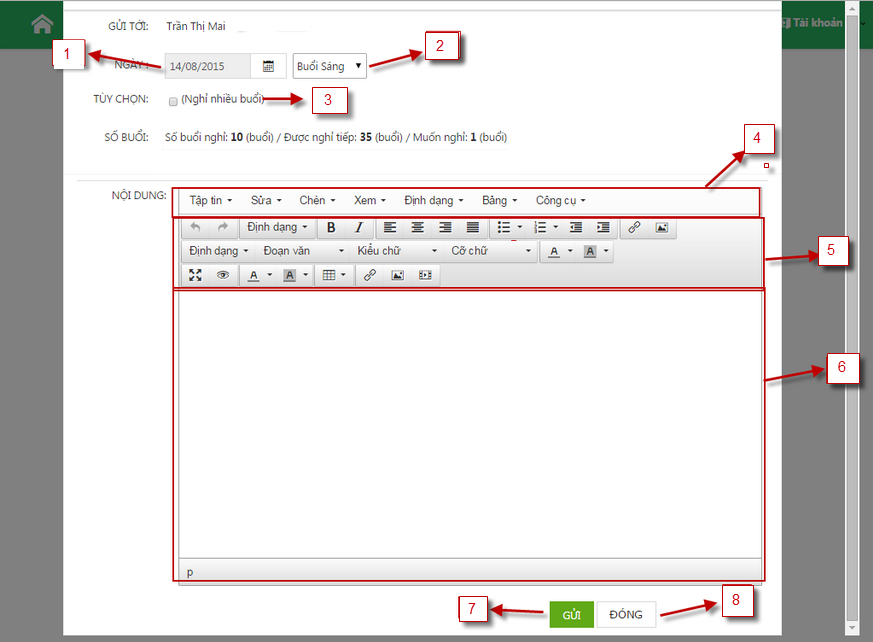 GỬI TỚI: Trần Thị Mai
Tài khoản
1
NGÀY: 14/08/2015 Buổi Sáng
2
TÙY CHỌN: (Nghỉ nhiều buổi)
3
SỐ BUỔI: Số buổi nghỉ: 10 (buổi) / Được nghỉ tiếp: 35 (buổi) / Muốn nghỉ: 1 (buổi)
4
NỘI DUNG: Tập tin Sửa Chèn Xem Định dạng Bảng Công cụ
Định dạng B I
Định dạng Đoạn văn Kiểu chữ Cỡ chữ A A
5
A A
6
p
7
GỬI ĐÓNG
8